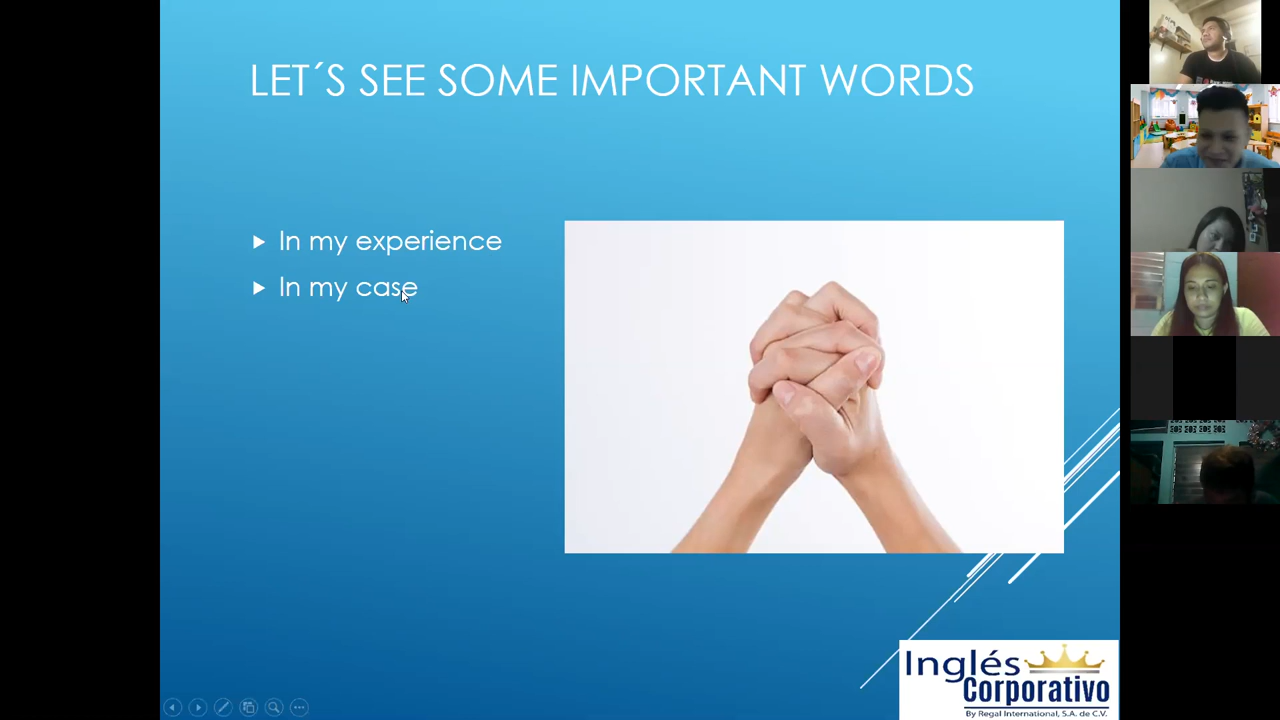 LET´S SEE SOME IMPORTANT WORDS
In my experience
In my case
Inglés
Corporativo
By Regal International, S.A. de C.V.